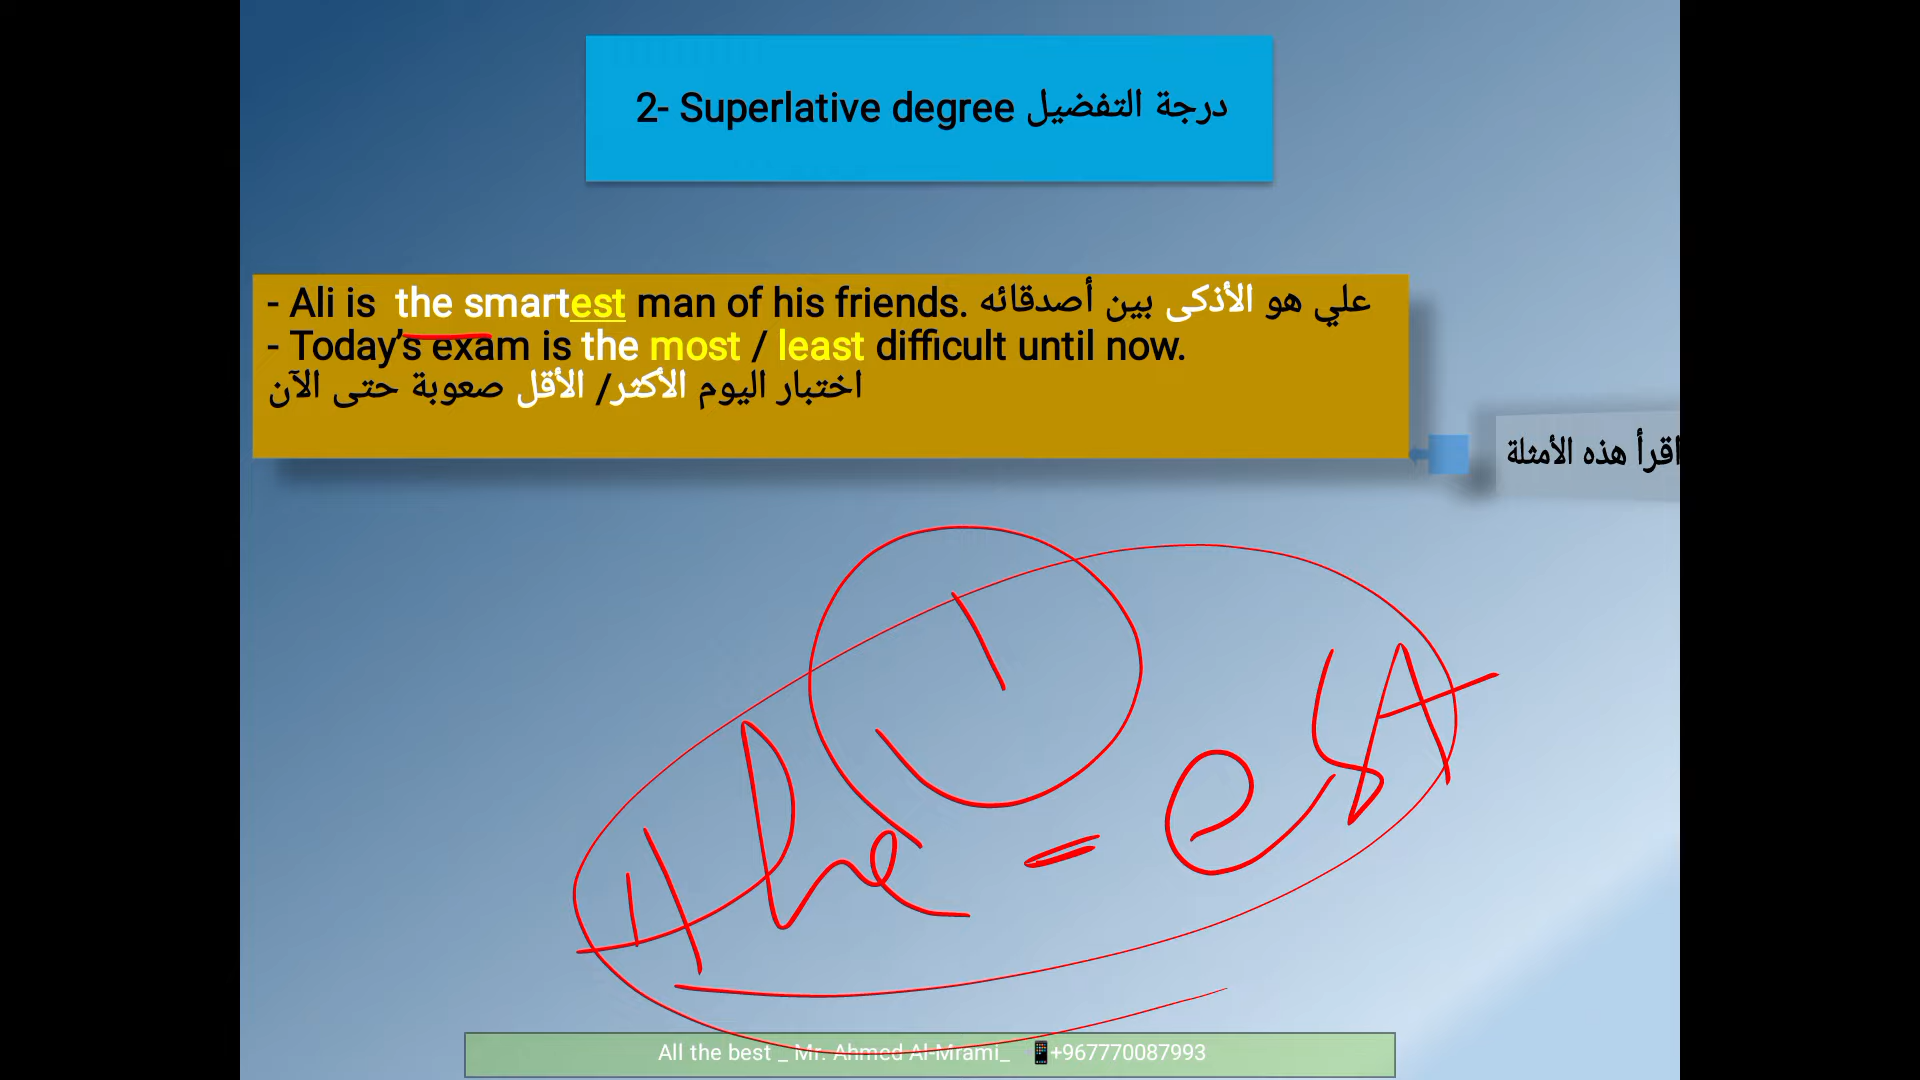 2- Superlative degree درجة التفضيل
- Ali is the smartest man of his friends. علي هو الأذكى بين أصدقائه
- Today's exam is the most / least difficult until now.
اختبار اليوم الأكثر/ الأقل صعوبة حتى الآن
اقرأ هذه الأمثلة
1
the = est
All the best _ Mr. Ahmed Al-Mrami_ 📱+967770087993